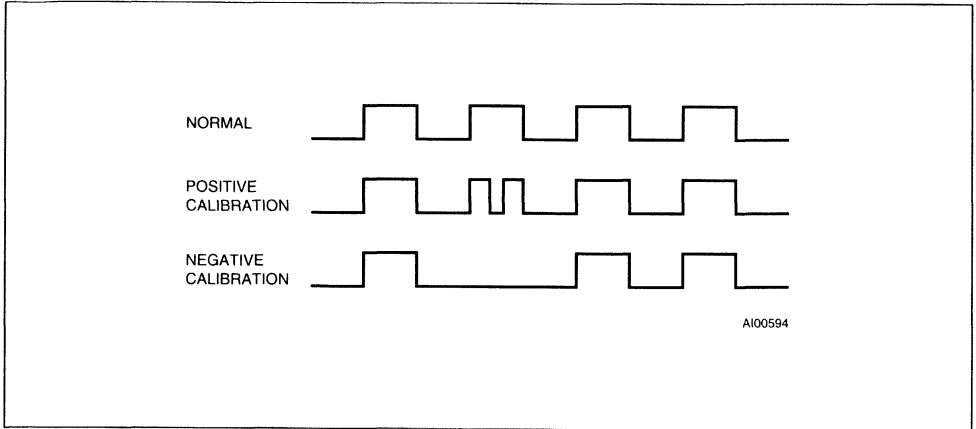 NORMAL
POSITIVE
CALIBRATION
NEGATIVE
CALIBRATION
AI00594